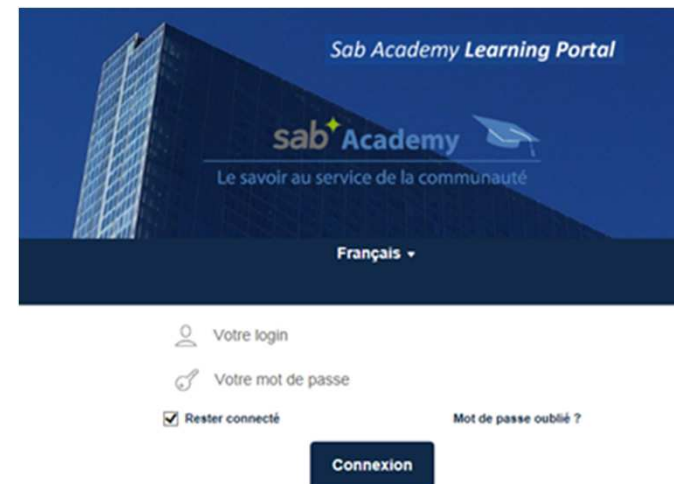 Sab Academy Learning Portal
sab Academy
Le savoir au service de la communauté
Français
Votre login
Votre mot de passe
Rester connecté
Mot de passe oublié ?
Connexion